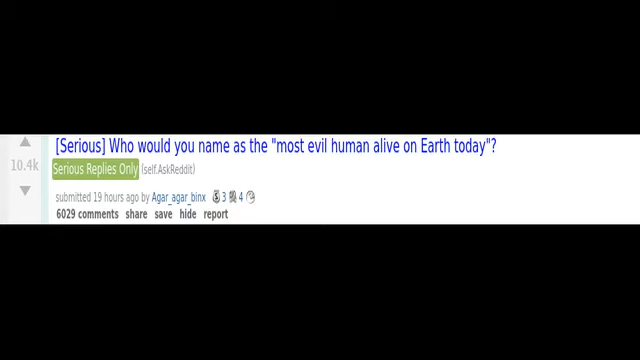 [Serious] Who would you name as the "most evil human alive on Earth today"?
10.4k
Serious Replies Only (self.AskReddit)
submitted 19 hours ago by Agar_agar_binx 3 4
6029 comments share save hide report